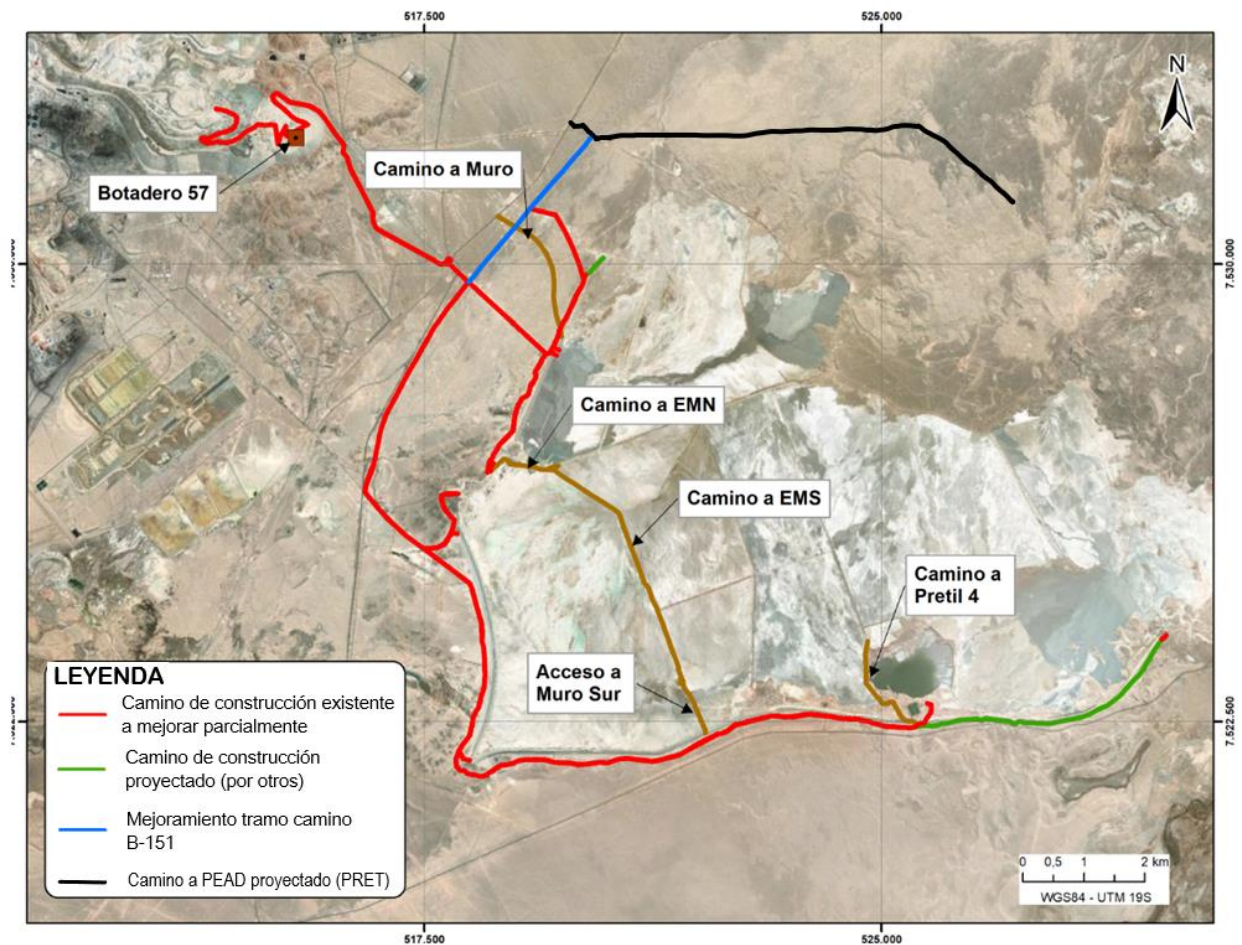 517.500
525.000
N
Camino a Muro
Botadero 57
7.530.000
Camino a EMN
Camino a EMS
Camino a
Pretil 4
Acceso a
Muro Sur
7.522.500
LEYENDA
Camino de construcción existente
a mejorar parcialmente
Camino de construcción
proyectado (por otros)
Mejoramiento tramo camino
B-151
Camino a PEAD proyectado (PRET)
0 0,5 1 2 km
WGS84 - UTM 19S
517.500
525.000